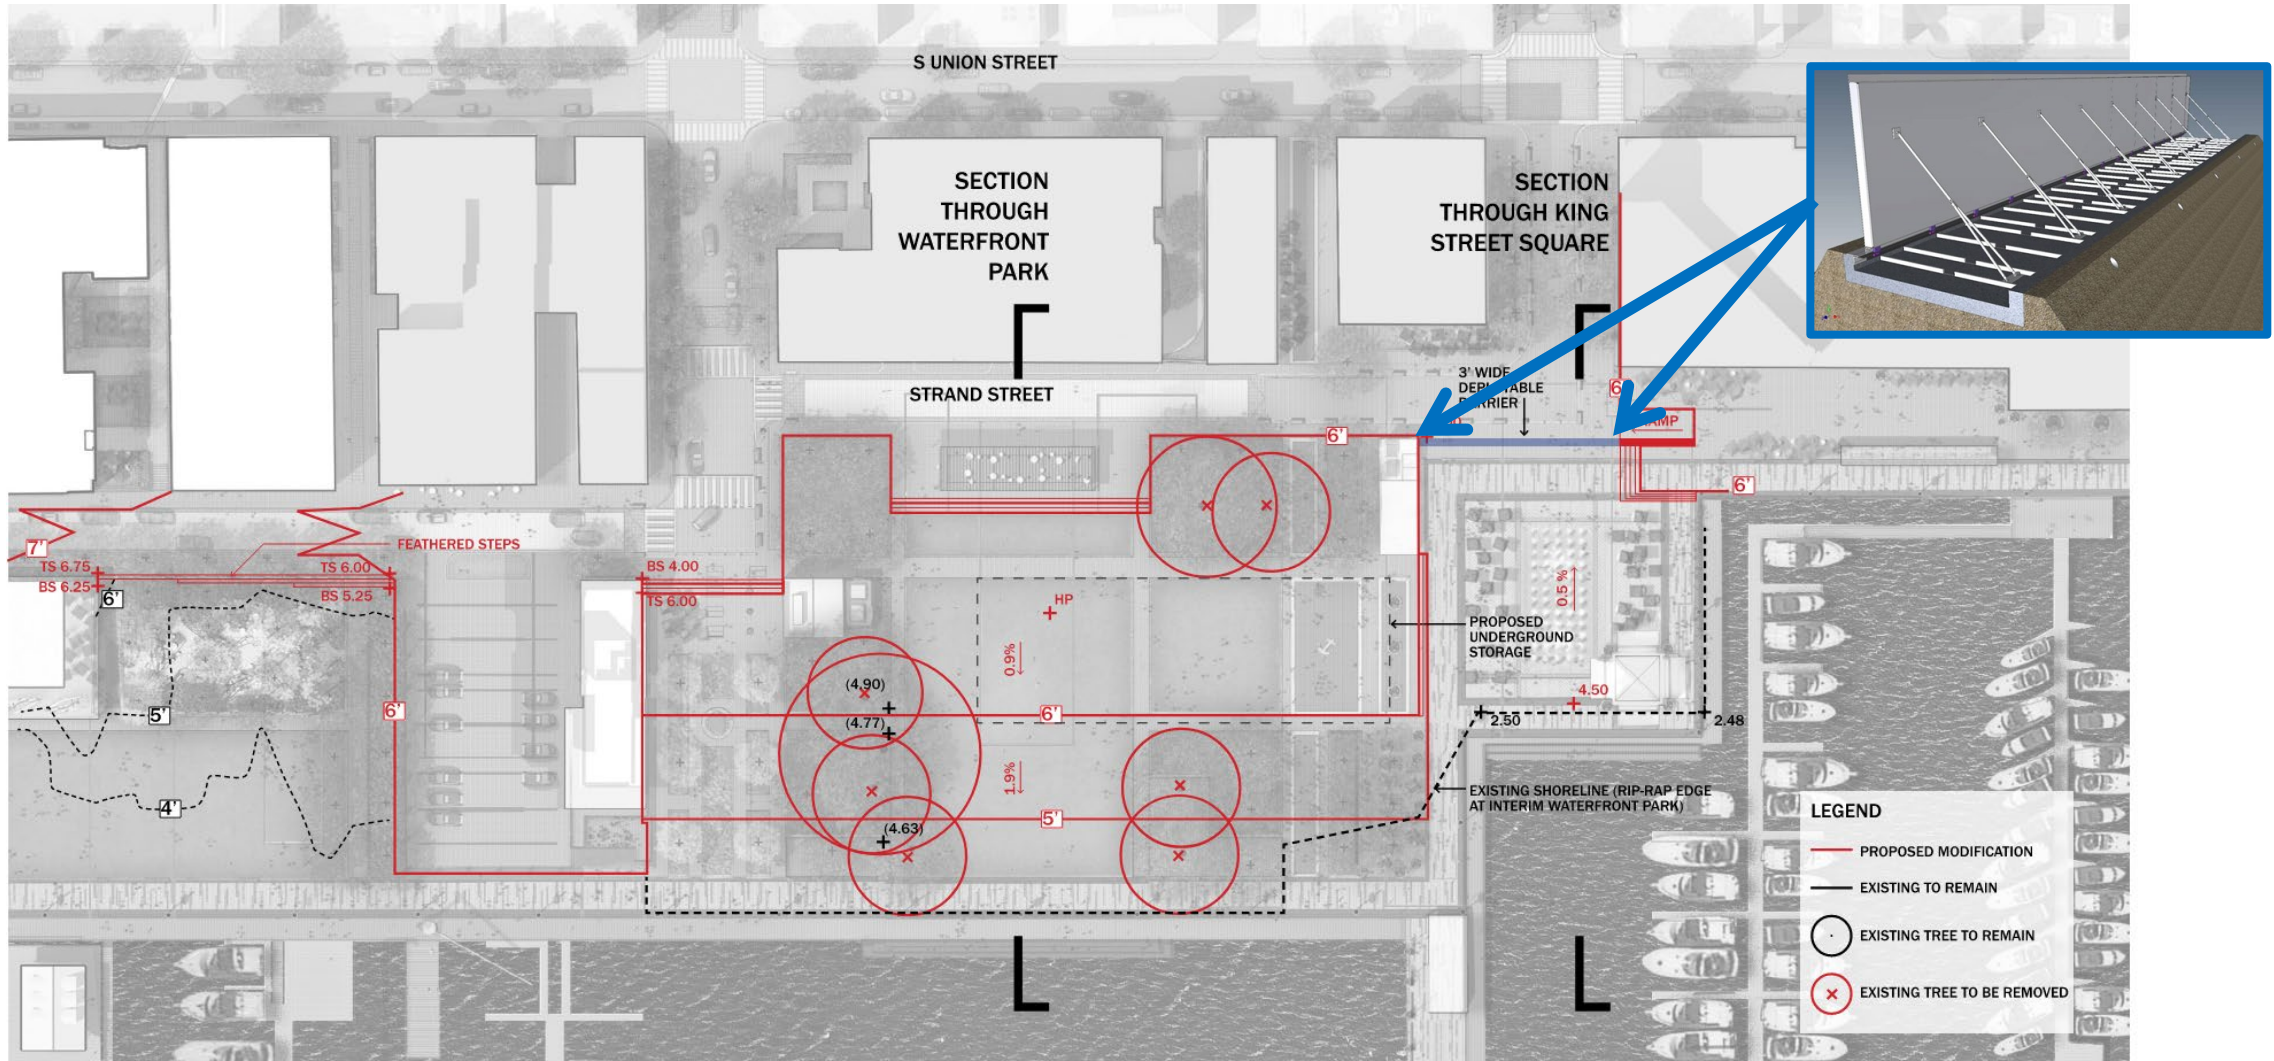 S UNION STREET
SECTION
THROUGH
WATERFRONT
PARK
SECTION
THROUGH KING
STREET SQUARE
STRAND STREET
3' WIDE
BARRIER
6'
6'
7'
FEATHERED STEPS
TS 6.75
BS 6.25
TS 6.00
BS 5.25
BS 4.00
TS 6.00
6'
HP
0.9%
0.5 %
PROPOSED
UNDERGROUND
STORAGE
(4.90)
(4.77)
6'
4.50
2.50
2.48
5'
6'
4'
1.9%
5'
(4.63)
EXISTING SHORELINE (RIP-RAP EDGE
AT INTERIM WATERFRONT PARK)
LEGEND
PROPOSED MODIFICATION
EXISTING TO REMAIN
EXISTING TREE TO REMAIN
EXISTING TREE TO BE REMOVED